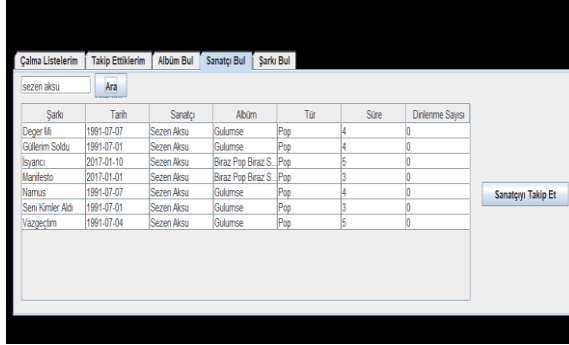 Çalma Listelerim Takip Ettiklerim Albüm Bul Sanatçı Bul Şarkı Bul
sezen aksu Ara
Şarkı Tarih Sanatçı Albüm Tür Süre Dinlenme Sayısı
Deger Mi 1991-07-07 Sezen Aksu Gulumse Pop 4 0
Güllerim Soldu 1991-07-01 Sezen Aksu Gulumse Pop 4 0
İsyancı 2017-01-10 Sezen Aksu Biraz Pop Biraz S... Pop 5 0
Manifesto 2017-01-01 Sezen Aksu Biraz Pop Biraz S... Pop 3 0
Namus 1991-07-07 Sezen Aksu Gulumse Pop 4 0
Seni Kimler Aldı 1991-07-01 Sezen Aksu Gulumse Pop 3 0
Vazgeçtim 1991-07-04 Sezen Aksu Gulumse Pop 5 0
Sanatçıyı Takip Et